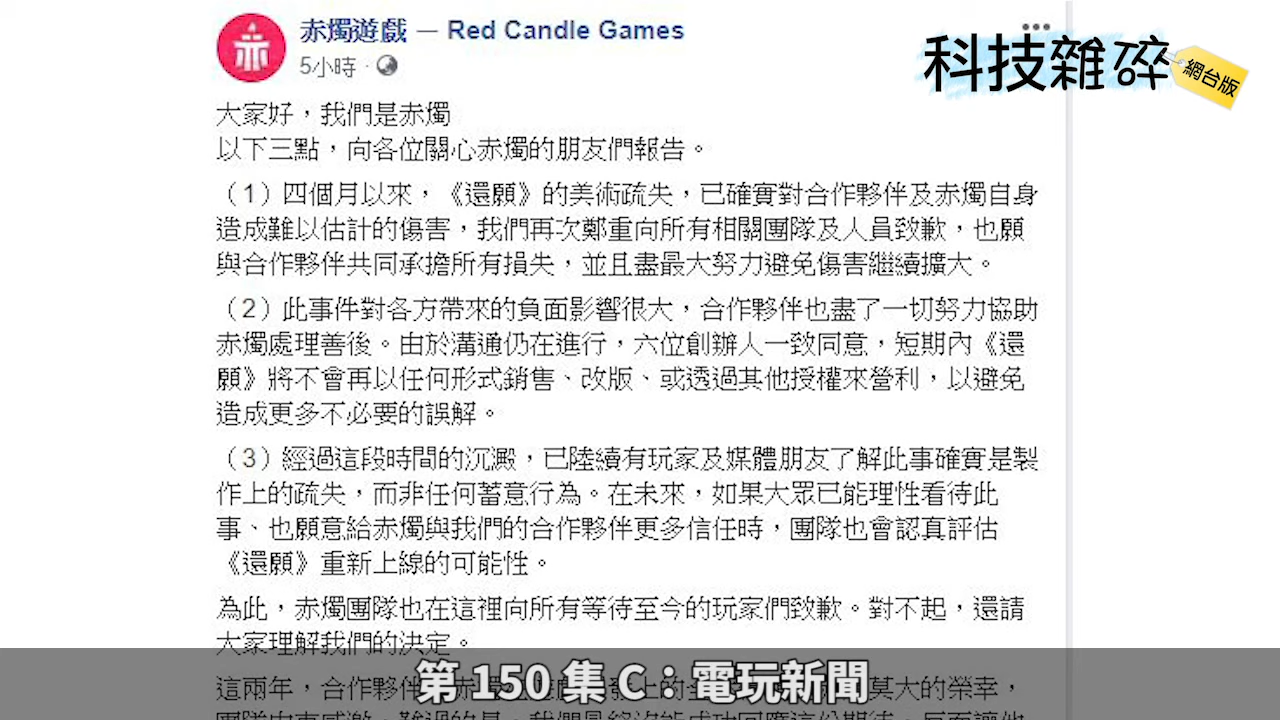 赤燭遊戲 — Red Candle Games
5小時 ·
科技雜碎
網台版
大家好，我們是赤燭
以下三點，向各位關心赤燭的朋友們報告。
（1）四個月以來，《還願》的美術疏失，已確實對合作夥伴及赤燭自身
造成難以估計的傷害，我們再次鄭重向所有相關團隊及人員致歉，也願
與合作夥伴共同承擔所有損失，並且盡最大努力避免傷害繼續擴大。
（2）此事件對各方帶來的負面影響很大，合作夥伴也盡了一切努力協助
赤燭處理善後。由於溝通仍在進行，六位創辦人一致同意，短期內《還
願》將不會再以任何形式銷售、改版、或透過其他授權來營利，以避免
造成更多不必要的誤解。
（3）經過這段時間的沉澱，已陸續有玩家及媒體朋友了解此事確實是製
作上的疏失，而非任何蓄意行為。在未來，如果大眾已能理性看待此
事、也願意給赤燭與我們的合作夥伴更多信任時，團隊也會認真評估
《還願》重新上線的可能性。
為此，赤燭團隊也在這裡向所有等待至今的玩家們致歉。對不起，還請
大家理解我們的決定。
這兩年，合作夥伴
莫大的榮幸，
第 150 集 C：電玩新聞